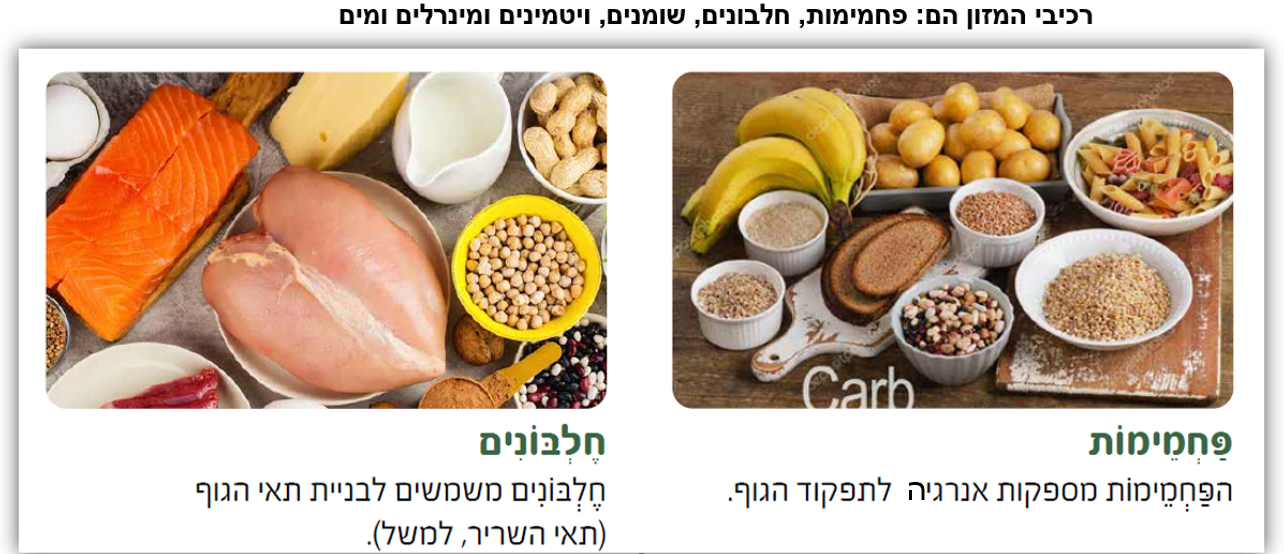 רכיבי המזון הם: פחמימות, חלבונים, שומנים, ויטמינים ומינרלים ומים
Carb
פַּחְמֵימוֹת
הפַּחְמֵימוֹת מספקות אנרגיה לתפקוד הגוף.
חֶלְבּוֹנִים
חֶלְבּוֹנִים משמשים לבניית תאי הגוף
(תאי השריר, למשל).